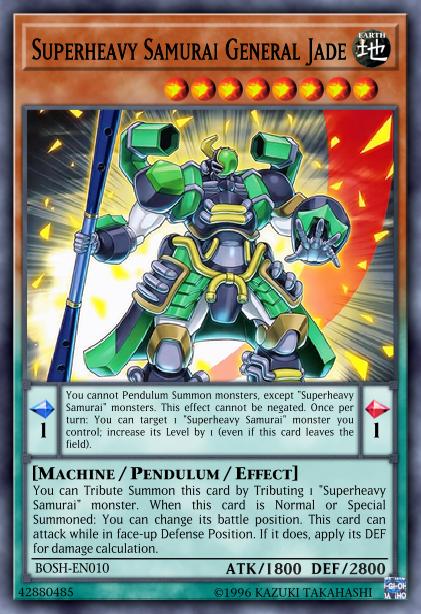 SUPERHEAVY SAMURAI GENERAL JADE
EARTH
地
You cannot Pendulum Summon monsters, except "Superheavy
Samurai" monsters. This effect cannot be negated. Once per
turn: You can target 1 "Superheavy Samurai" monster you
control; increase its Level by 1 (even if this card leaves the
field).
1
1
[MACHINE / PENDULUM / EFFECT]
You can Tribute Summon this card by Tributing 1 "Superheavy
Samurai" monster. When this card is Normal or Special
Summoned: You can change its battle position. This card can
attack while in face-up Defense Position. If it does, apply its DEF
for damage calculation.
BOSH-EN010
ATK/1800 DEF/2800
42880485
©1996 KAZUKI TAKAHASHI